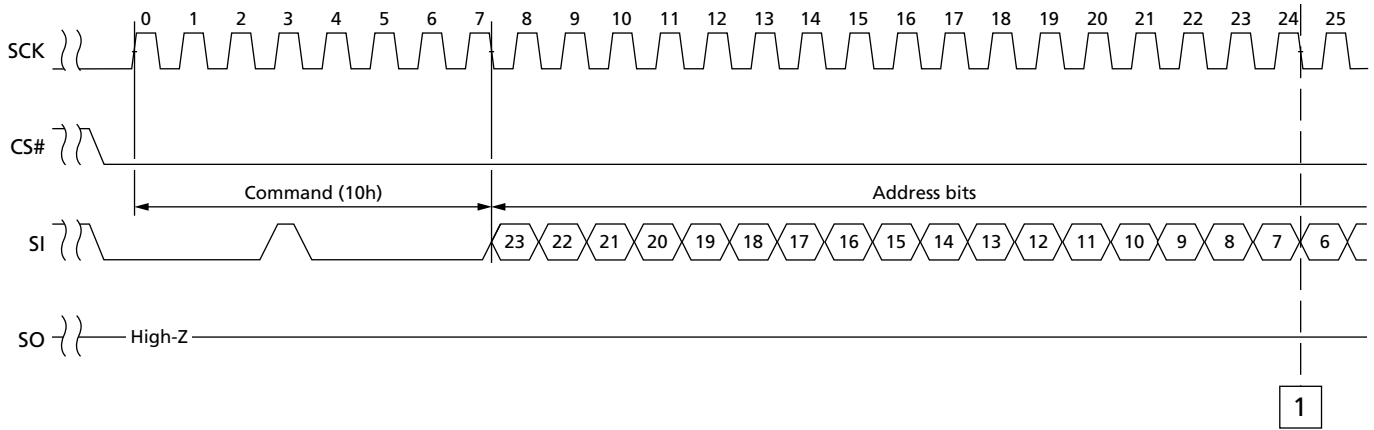 0 1 2 3 4 5 6 7 8 9 10 11 12 13 14 15 16 17 18 19 20 21 22 23 24 25
SCK
CS#
Command (10h) Address bits
SI 23 22 21 20 19 18 17 16 15 14 13 12 11 10 9 8 7 6
SO High-Z
1